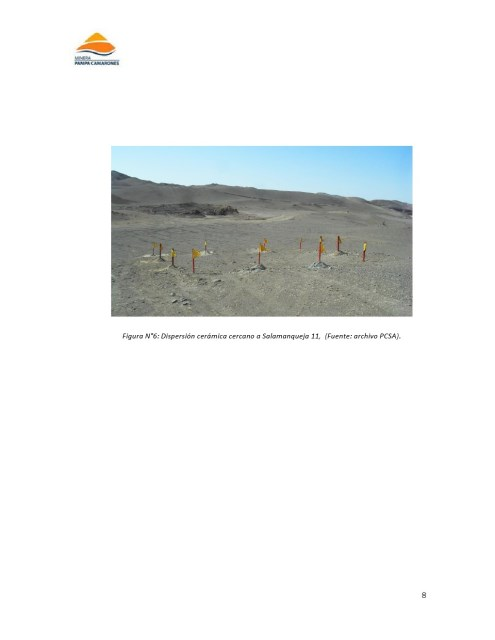 MINERA
PAMPA CAMARONES
Figura N°6: Dispersión cerámica cercano a Salamanqueja 11, (Fuente: archivo PCSA).
8